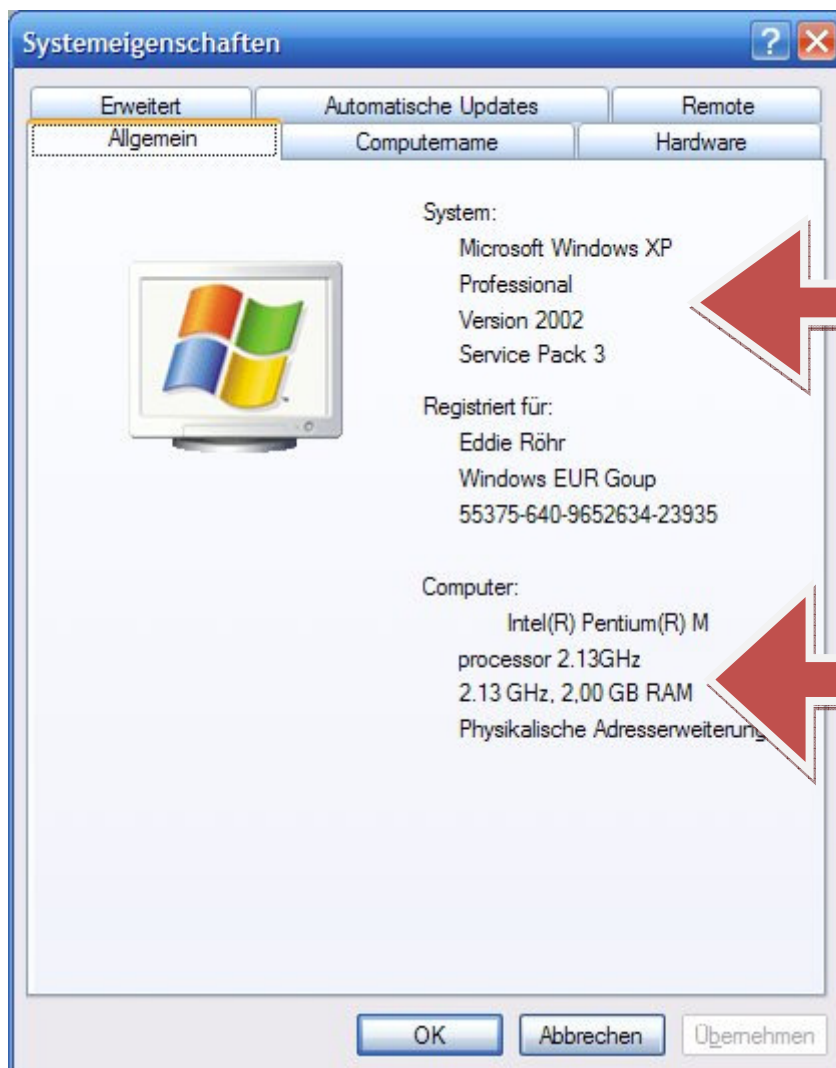 Systemeigenschaften
Erweitert
Automatische Updates
Remote
Allgemein
Computername
Hardware
System:
Microsoft Windows XP
Professional
Version 2002
Service Pack 3
Registriert für:
Eddie Röhr
Windows EUR Goup
55375-640-9652634-23935
Computer:
Intel(R) Pentium(R) M
processor 2.13GHz
2.13 GHz, 2,00 GB RAM
Physikalische Adresserweiterung
OK
Abbrechen
Übernehmen